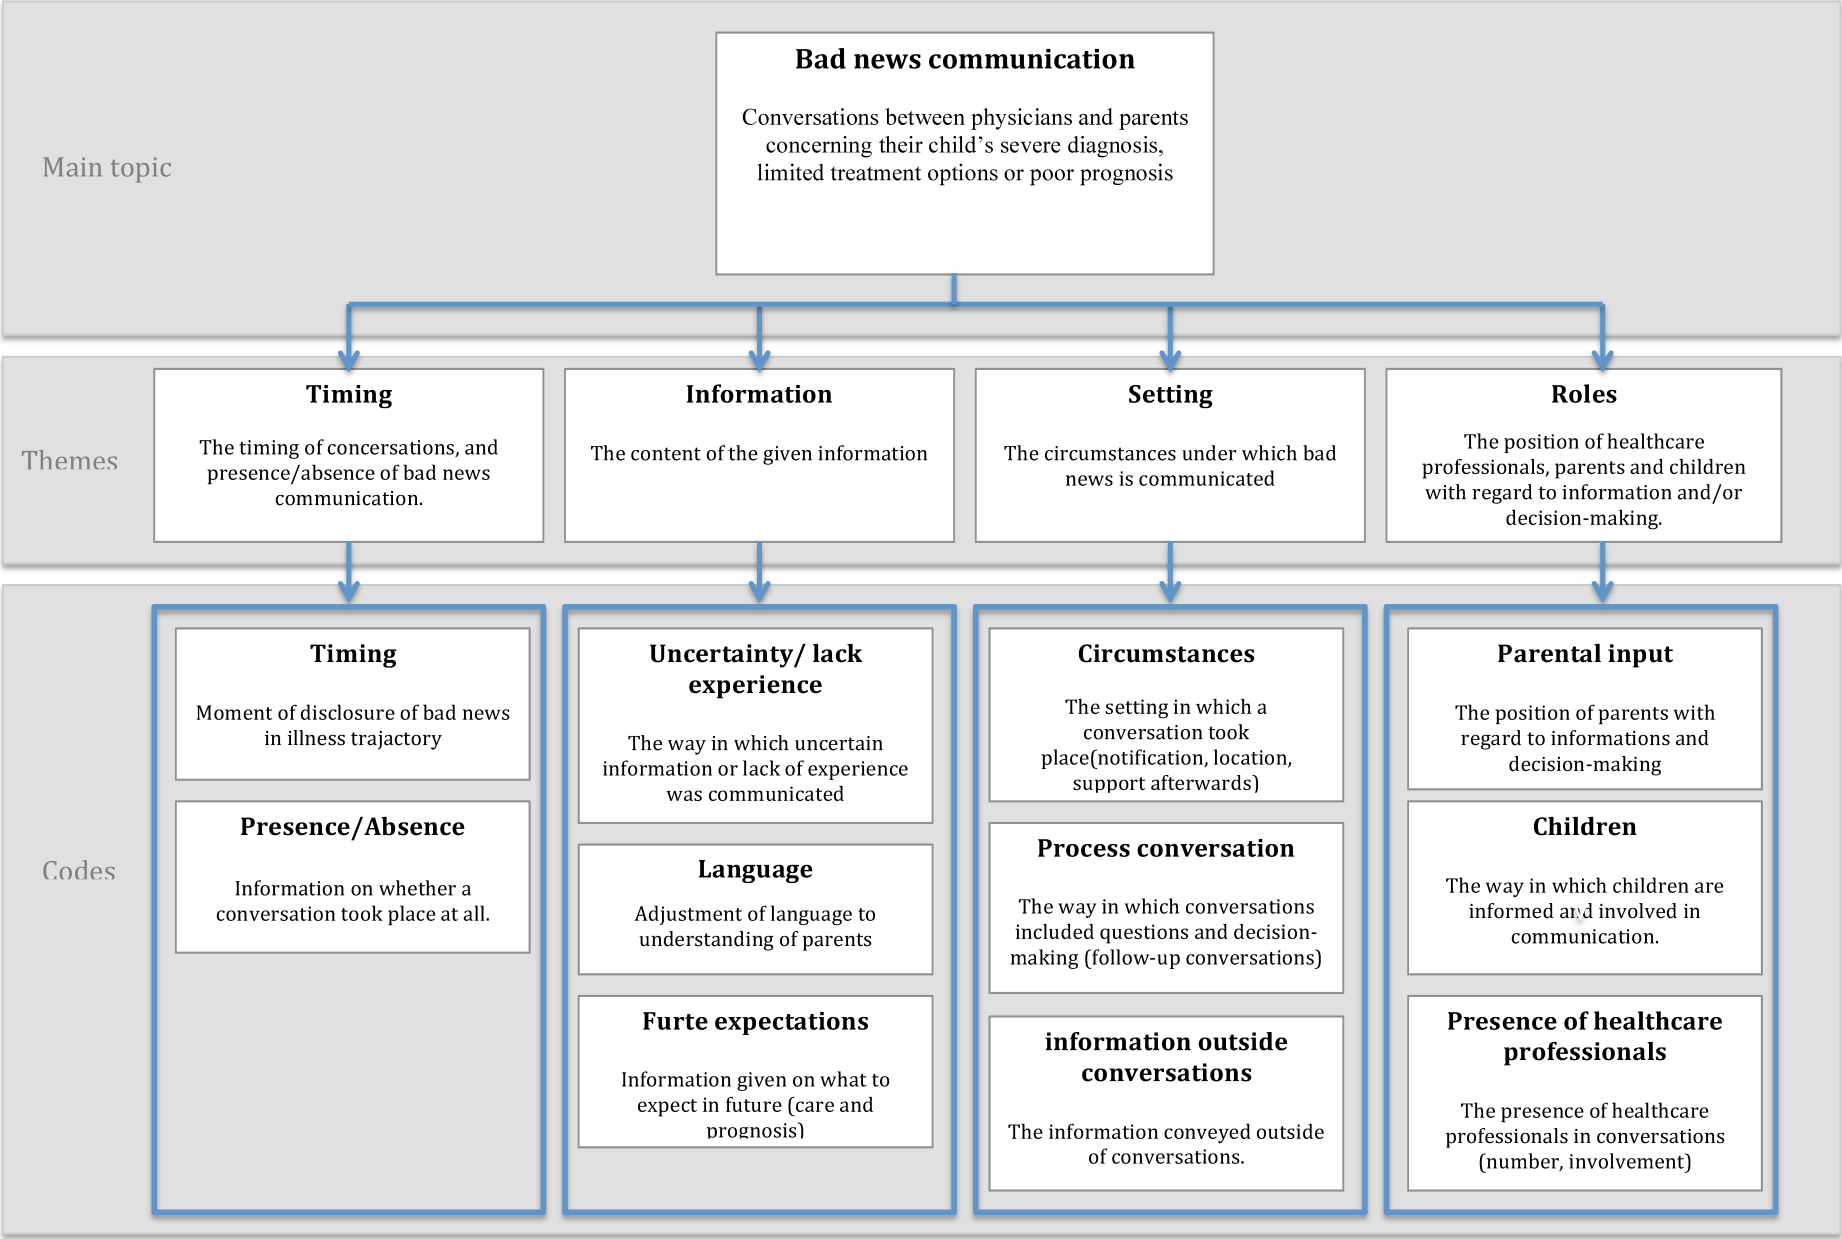 Main topic
Bad news communication
Conversations between physicians and parents
concerning their child’s severe diagnosis,
limited treatment options or poor prognosis
Themes
Timing
The timing of concersations, and
presence/absence of bad news
communication.
Information
The content of the given information
Setting
The circumstances under which bad
news is communicated
Roles
The position of healthcare
professionals, parents and children
with regard to information and/or
decision-making.
Codes
Timing
Moment of disclosure of bad news
in illness trajactory
Presence/Absence
Information on whether a
conversation took place at all.
Uncertainty/ lack
experience
The way in which uncertain
information or lack of experience
was communicated
Language
Adjustment of language to
understanding of parents
Furte expectations
Information given on what to
expect in future (care and
prognosis)
Circumstances
The setting in which a
conversation took
place(notification, location,
support afterwards)
Process conversation
The way in which conversations
included questions and decision-
making (follow-up conversations)
information outside
conversations
The information conveyed outside
of conversations.
Parental input
The position of parents with
regard to informations and
decision-making
Children
The way in which children are
informed and involved in
communication.
Presence of healthcare
professionals
The presence of healthcare
professionals in conversations
(number, involvement)